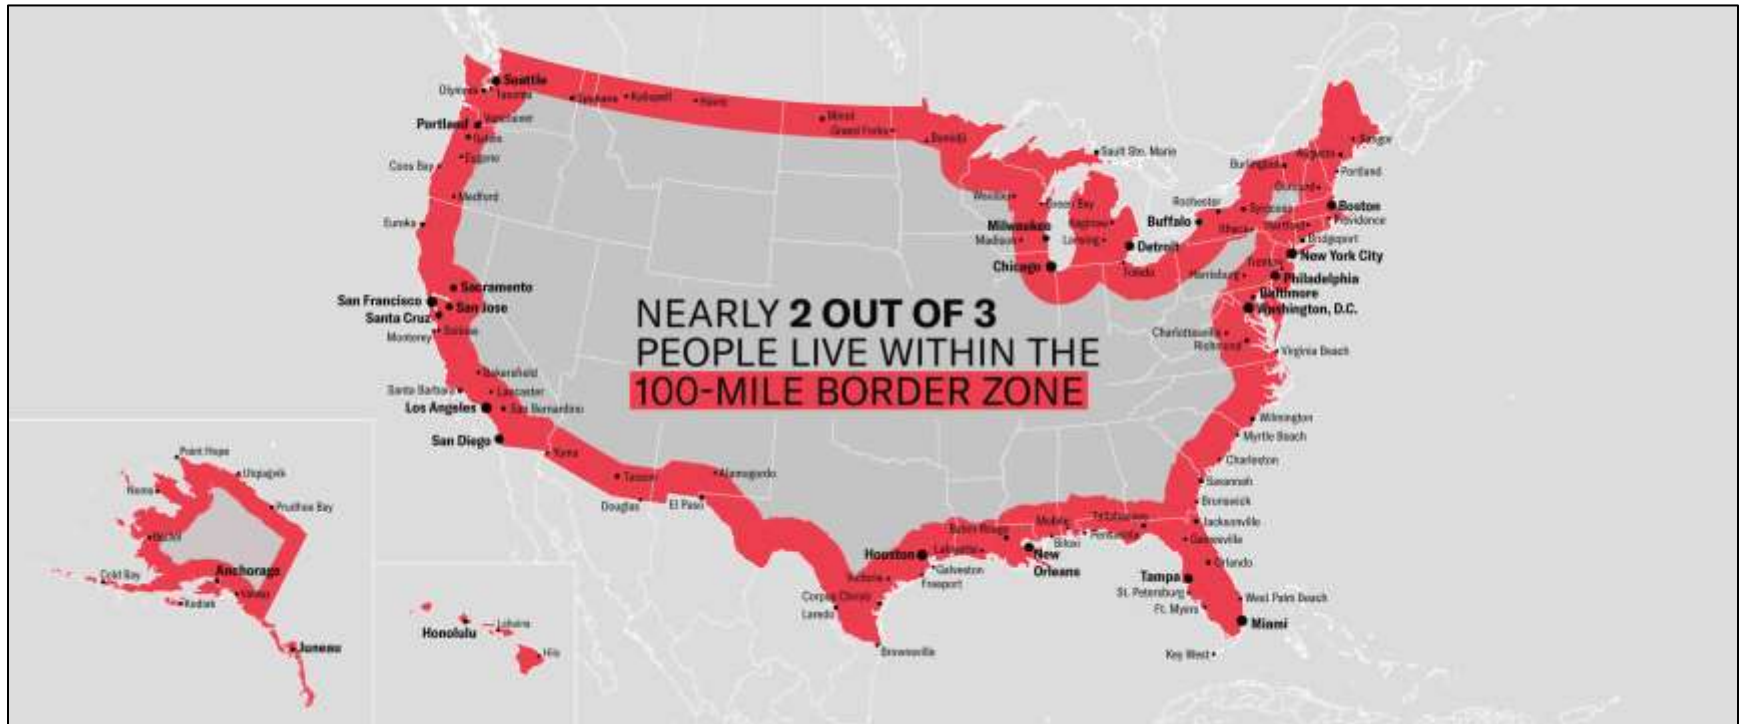 Seattle
Olympia
Tacoma
Spokane
Kalispell
Havre
Portland
Vancouver
Salem
Eugene
Coos Bay
Medford
Eureka
Minot
Grand Forks
Bemidji
Sault Ste. Marie
Wausau
Green Bay
Milwaukee
Madison
Saginaw
Lansing
Detroit
Chicago
Toledo
Bangor
Augusta
Burlington
Portland
Concord
Rochester
Syracuse
Boston
Buffalo
Ithaca
Hartford
Providence
Bridgeport
New York City
Trenton
Harrisburg
Philadelphia
Baltimore
Washington, D.C.
Charlottesville
Richmond
Virginia Beach
Sacramento
San Francisco
San Jose
Santa Cruz
Salinas
Monterey
NEARLY 2 OUT OF 3
PEOPLE LIVE WITHIN THE
100-MILE BORDER ZONE
Bakersfield
Santa Barbara
Lancaster
Los Angeles
San Bernardino
San Diego
Yuma
Tucson
Alamogordo
Douglas
El Paso
Wilmington
Myrtle Beach
Charleston
Savannah
Brunswick
Jacksonville
Gainesville
Orlando
Baton Rouge
Mobile
Tallahassee
Pensacola
Biloxi
Houston
Lafayette
New
Orleans
Galveston
Freeport
Victoria
Corpus Christi
Laredo
Brownsville
Tampa
St. Petersburg
Ft. Myers
West Palm Beach
Miami
Key West
Point Hope
Utqiagvik
Nome
Prudhoe Bay
Bethel
Cold Bay
Anchorage
Valdez
Kodiak
Juneau
Honolulu
Lahaina
Hilo